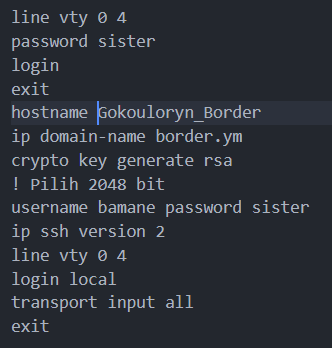 line vty 0 4
password sister
login
exit
hostname Gokouloryn_Border
ip domain-name border.ym
crypto key generate rsa
! Pilih 2048 bit
username bamane password sister
ip ssh version 2
line vty 0 4
login local
transport input all
exit